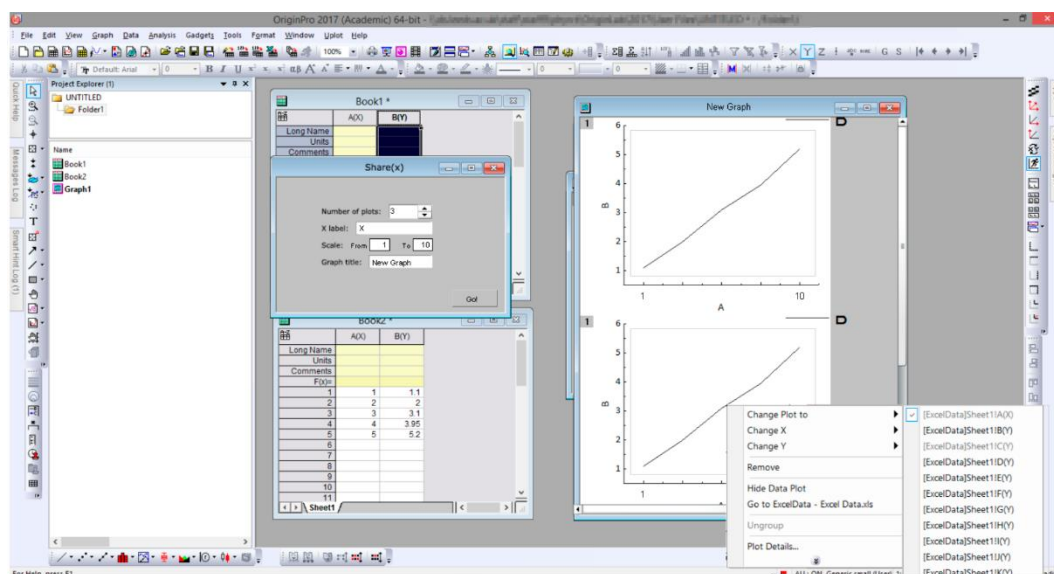 OriginPro 2017 (Academic) 64-bit -
File Edit View Graph Data Analysis Gadgets Tools Format Window Uplot Help
100%
Default: Arial 0 B I U
X Y Z
G S
Quick Help
Messages Log
Smart Hint Log (1)
Project Explorer (1)
UNTITLED
Folder1
Name
Book1
Book2
Graph1
Book1 *
A(X) B(Y)
Long Name
Units
Comments
Share(x)
Number of plots: 3
X label: X
Scale: From 1 To 10
Graph title: New Graph
Go!
Book2 *
A(X) B(Y)
Long Name
Units
Comments
F(x)=
1 1 1.1
2 2 2
3 3 3.1
4 4 3.95
5 5 5.2
6
7
8
9
10
11
Sheet1
New Graph
1
6
5
4
3
2
1
B
1 10
A
1
6
5
4
3
2
1
B
1
Change Plot to
Change X
Change Y
Remove
Hide Data Plot
Go to ExcelData - Excel Data.xls
Ungroup
Plot Details...
[ExcelData]Sheet1!A(X)
[ExcelData]Sheet1!B(Y)
[ExcelData]Sheet1!C(Y)
[ExcelData]Sheet1!D(Y)
[ExcelData]Sheet1!E(Y)
[ExcelData]Sheet1!F(Y)
[ExcelData]Sheet1!G(Y)
[ExcelData]Sheet1!H(Y)
[ExcelData]Sheet1!I(Y)
[ExcelData]Sheet1!J(Y)
[ExcelData]Sheet1!K(Y)
For Help, press F1